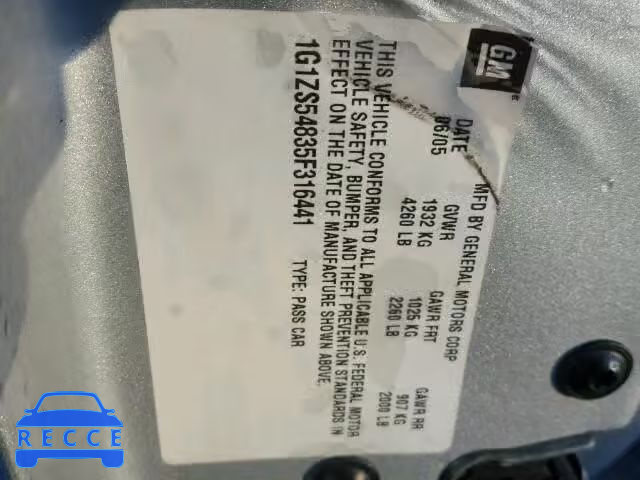 GM
MFD BY GENERAL MOTORS CORP
DATE GVWR GAWR FRT GAWR RR
06/05 1932 KG 1025 KG 907 KG
4260 LB 2260 LB 2000 LB
THIS VEHICLE CONFORMS TO ALL APPLICABLE U.S. FEDERAL MOTOR
VEHICLE SAFETY, BUMPER, AND THEFT PREVENTION STANDARDS IN
EFFECT ON THE DATE OF MANUFACTURE SHOWN ABOVE.
1G1ZS54835F316441 TYPE: PASS CAR
RECCE